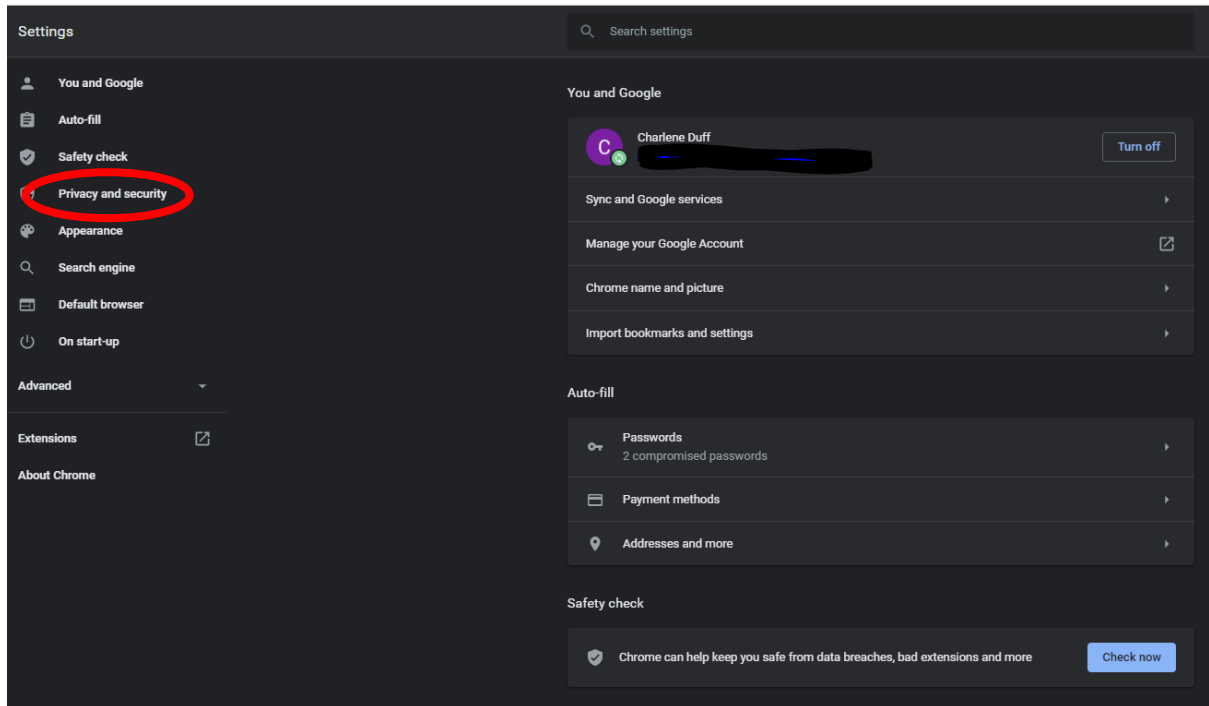 Settings
Search settings
You and Google
Auto-fill
Safety check
Privacy and security
Appearance
Search engine
Default browser
On start-up
Advanced
Extensions
About Chrome
You and Google
C
Charlene Duff
Turn off
Sync and Google services
Manage your Google Account
Chrome name and picture
Import bookmarks and settings
Auto-fill
Passwords
2 compromised passwords
Payment methods
Addresses and more
Safety check
Chrome can help keep you safe from data breaches, bad extensions and more
Check now